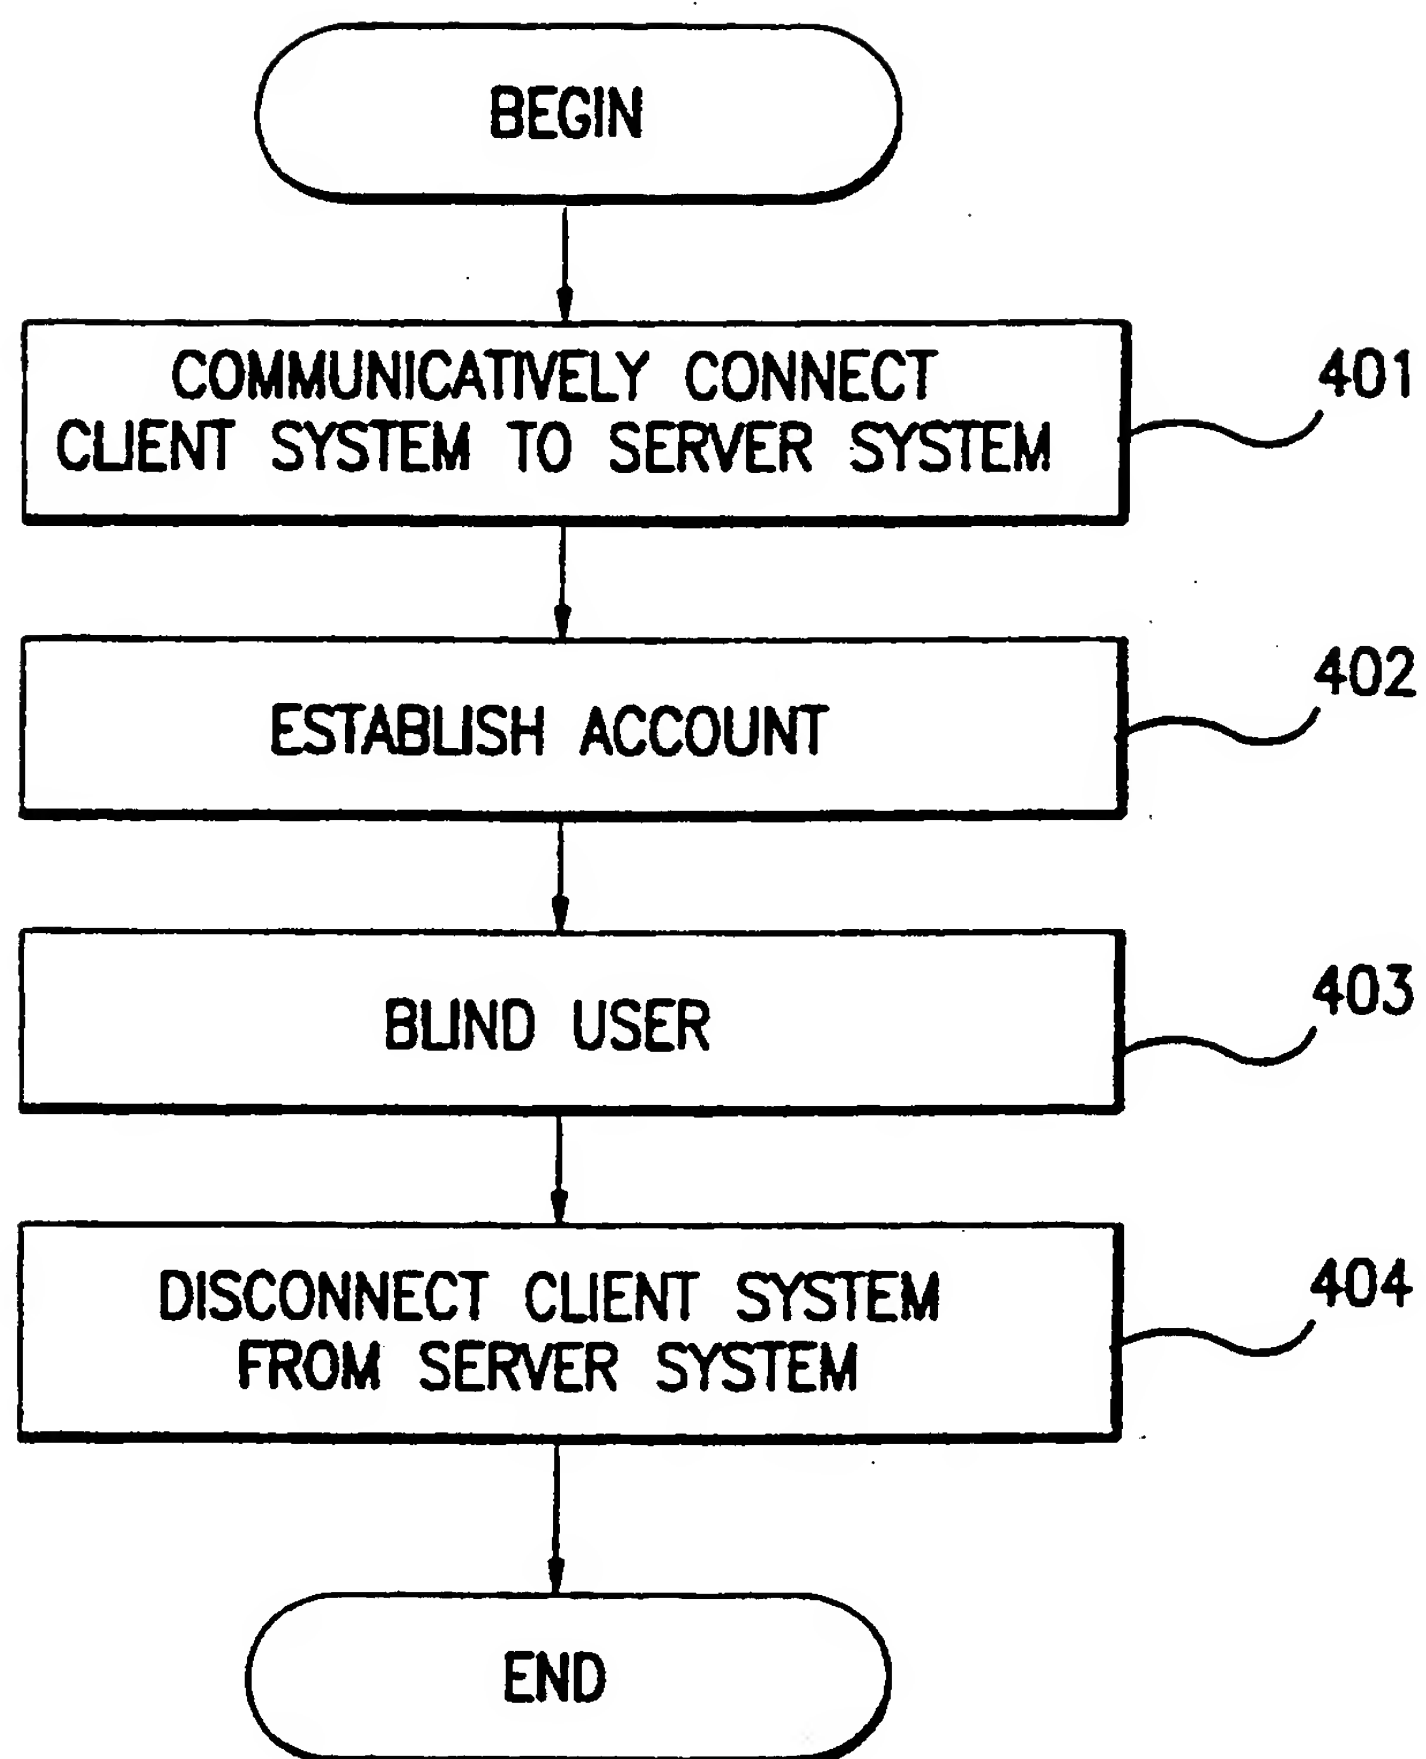 BEGIN
COMMUNICATIVELY CONNECT
CLIENT SYSTEM TO SERVER SYSTEM
401
ESTABLISH ACCOUNT
402
BLIND USER
403
DISCONNECT CLIENT SYSTEM
FROM SERVER SYSTEM
404
END